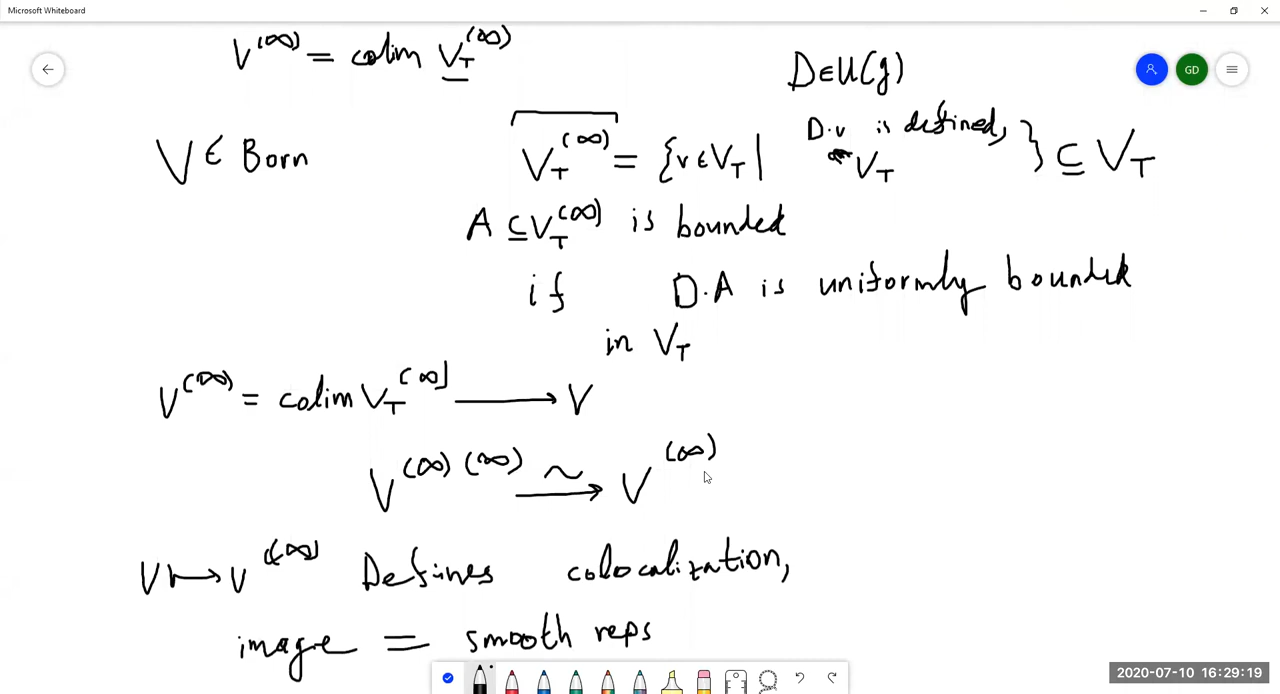 Microsoft Whiteboard
V^(∞) = colim V_T^(∞)
D∈U(g)
GD
V ∈ Born V_T^(∞) = {v∈V_T | D.v is defined, V_T } ⊆ V_T
A ⊆ V_T^(∞) is bounded
if D.A is uniformly bounded
in V_T
V^(∞) = colim V_T^(∞) ⟶ V
V^(∞)(∞) ⥲ V^(∞)
V ↦ V^(∞) Defines colocalization,
image = smooth reps
2020-07-10 16:29:19